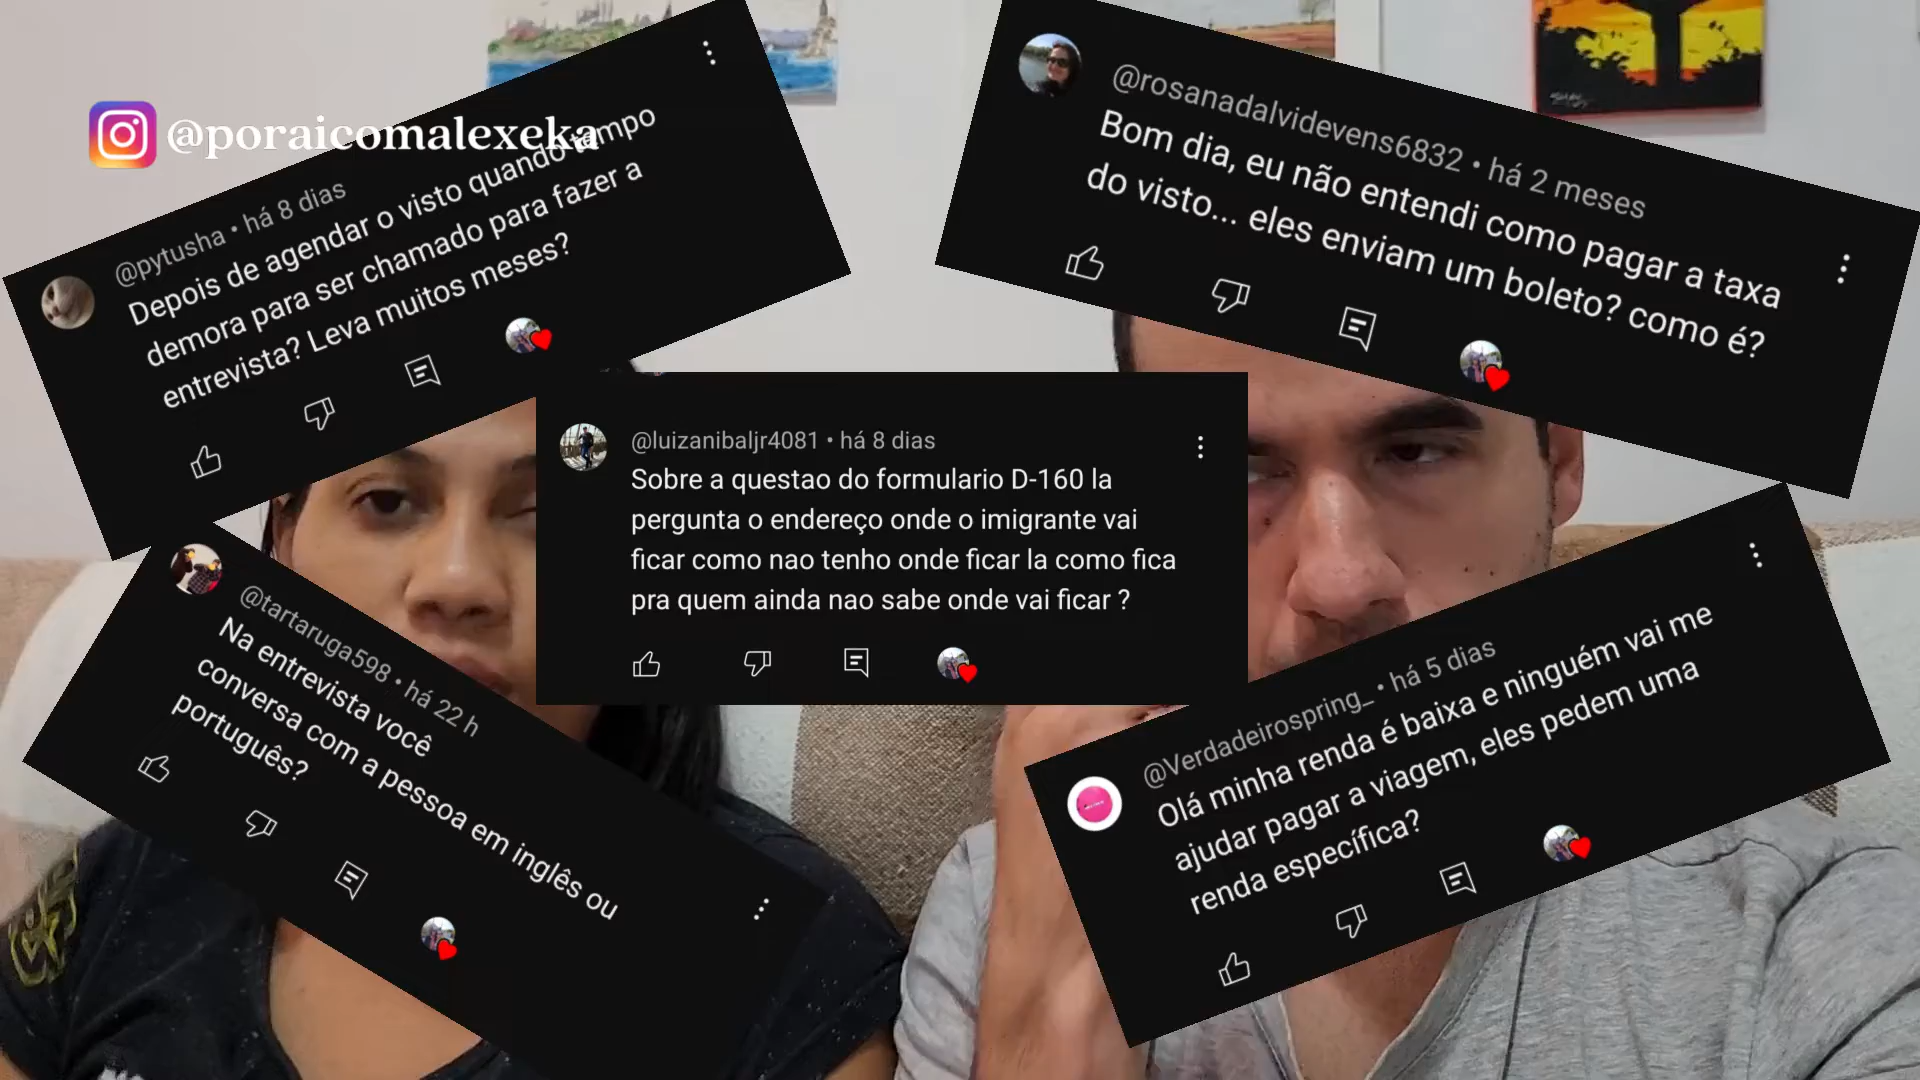 @poraicomalexeka
@pytusha • há 8 dias
Depois de agendar o visto quando tempo
demora para ser chamado para fazer a
entrevista? Leva muitos meses?
@rosanadalvidevens6832 • há 2 meses
Bom dia, eu não entendi como pagar a taxa
do visto... eles enviam um boleto? como é?
@luizanibaljr4081 • há 8 dias
Sobre a questao do formulario D-160 la
pergunta o endereço onde o imigrante vai
ficar como nao tenho onde ficar la como fica
pra quem ainda nao sabe onde vai ficar ?
@tartaruga598 • há 22 h
Na entrevista você
conversa com a pessoa em inglês ou
português?
@Verdadeirospring_ • há 5 dias
Olá minha renda é baixa e ninguém vai me
ajudar pagar a viagem, eles pedem uma
renda específica?